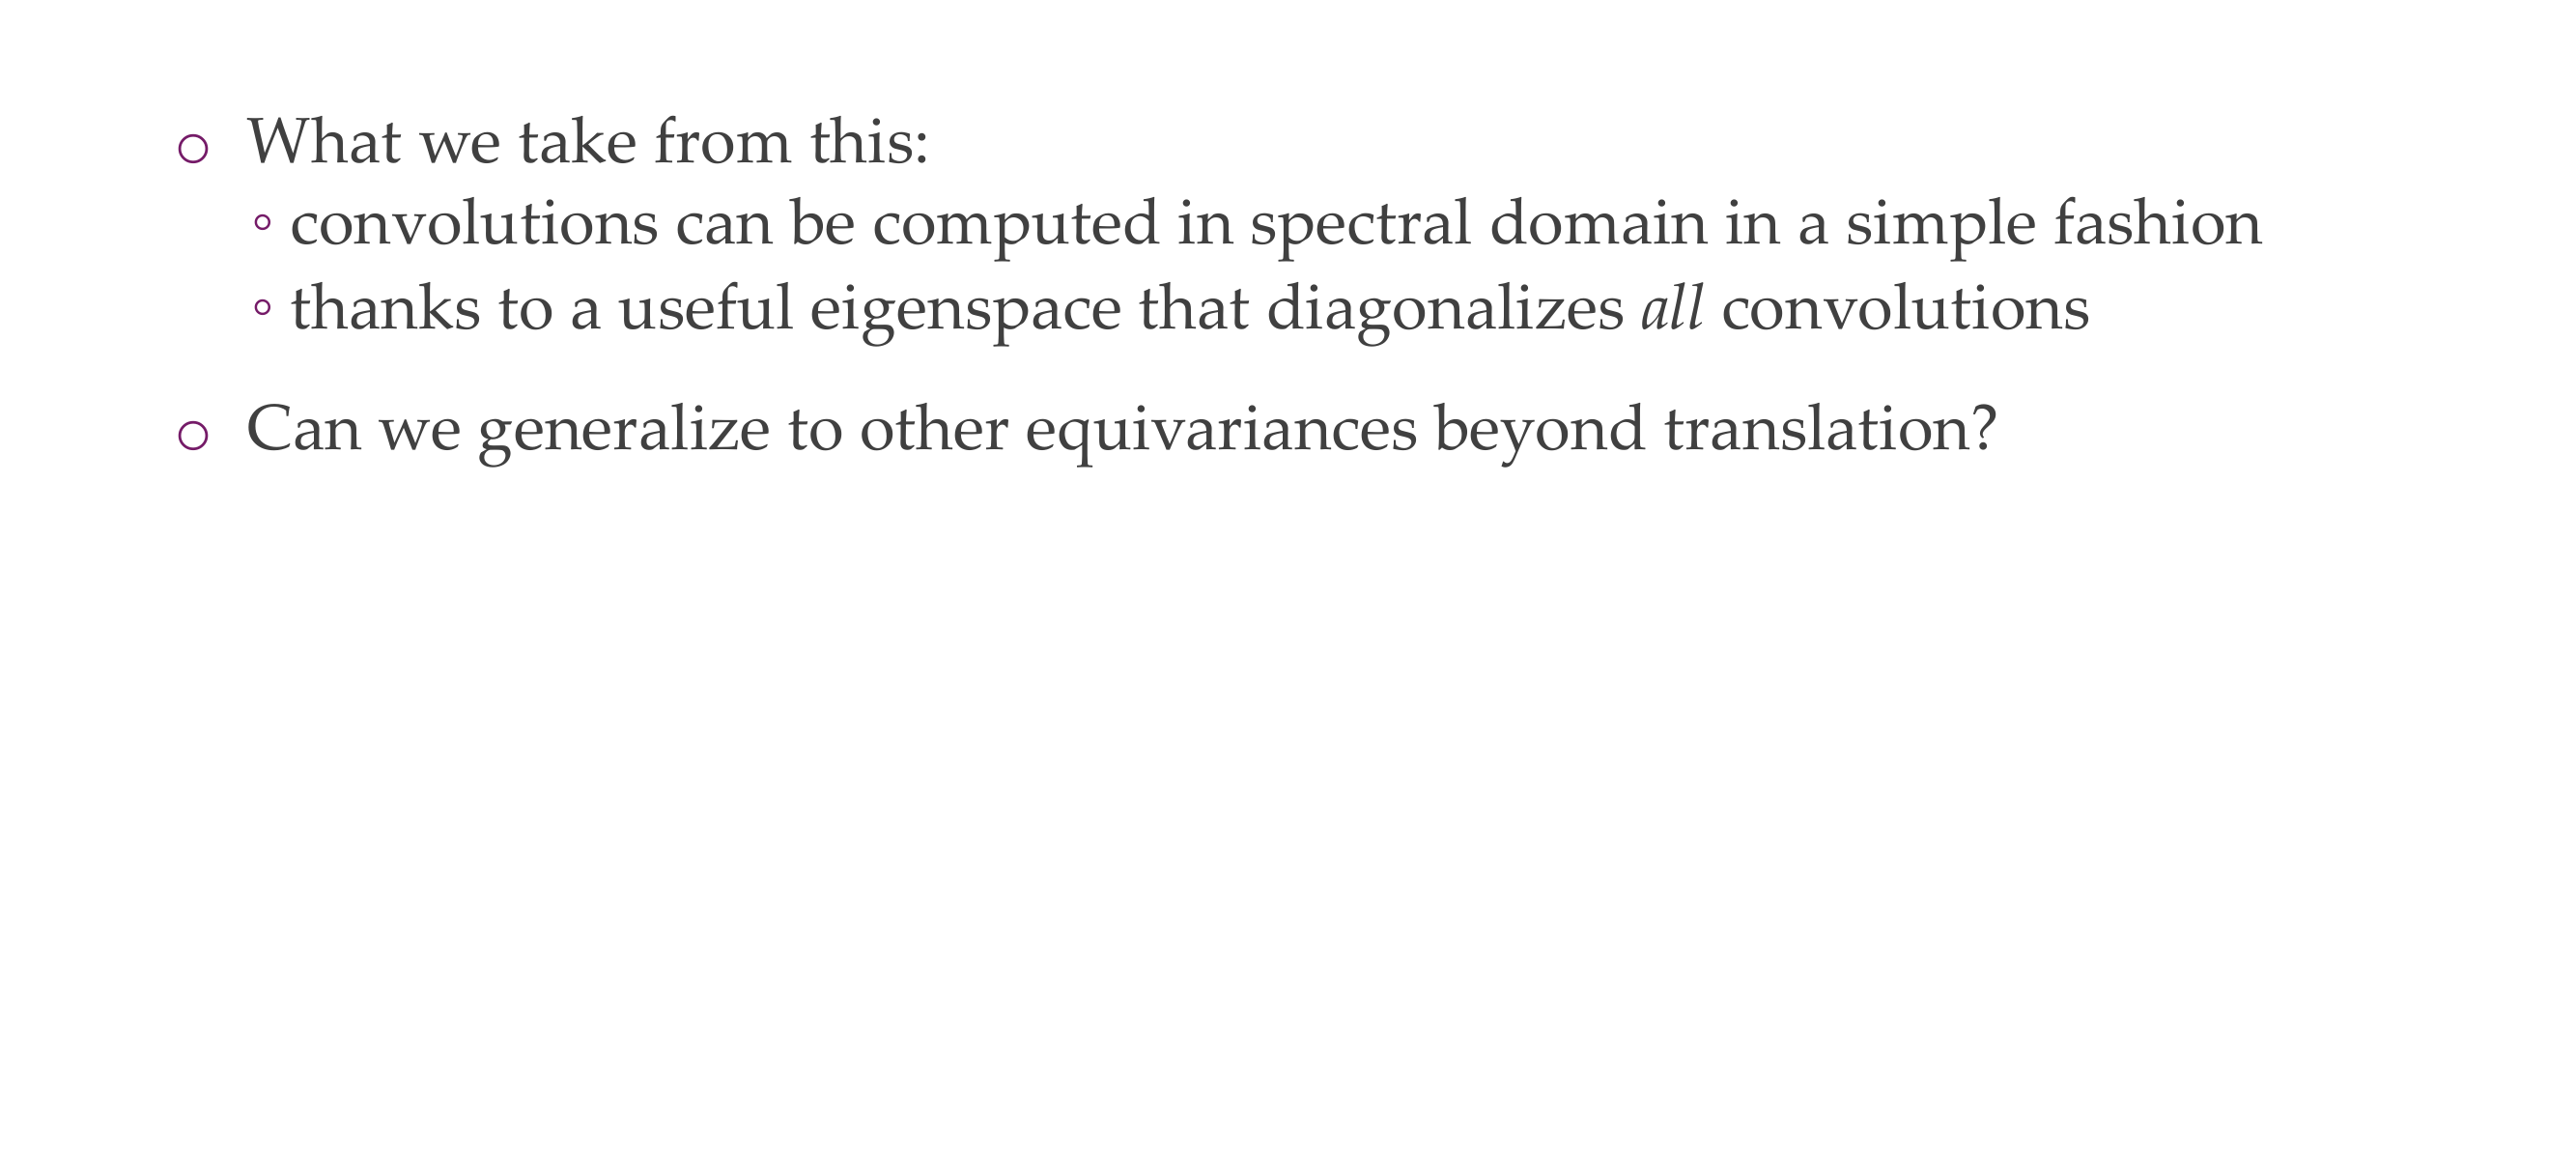 What we take from this:
convolutions can be computed in spectral domain in a simple fashion
thanks to a useful eigenspace that diagonalizes all convolutions
Can we generalize to other equivariances beyond translation?